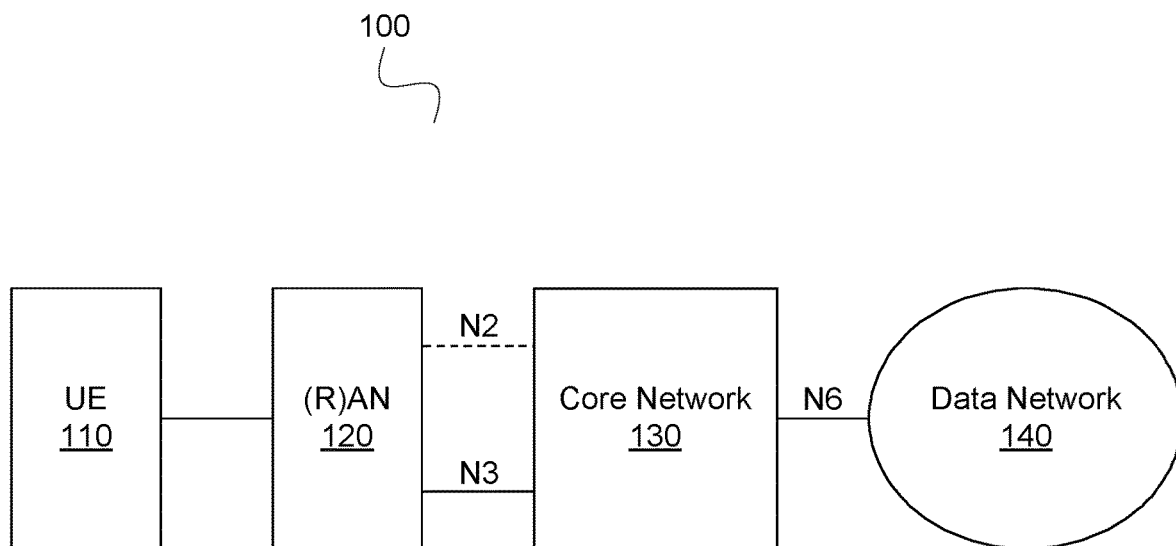 100
UE
110
(R)AN
120
N2
N3
Core Network
130
N6
Data Network
140